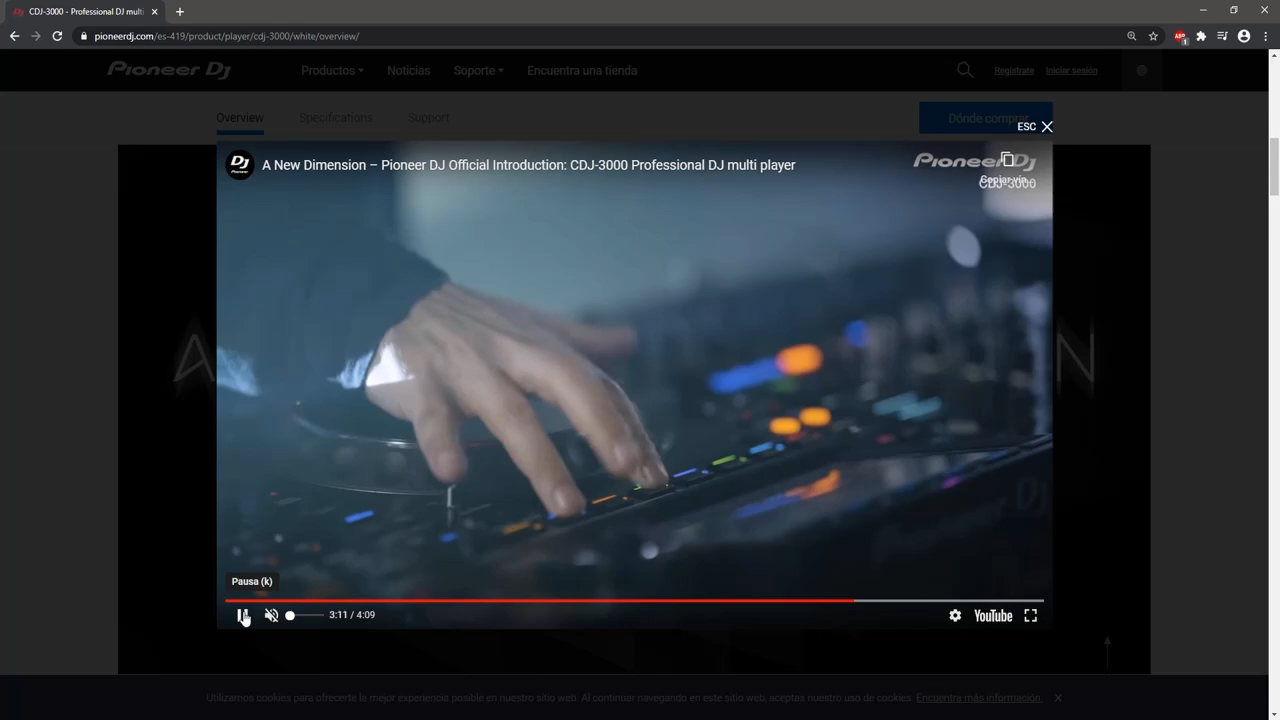 CDJ-3000 - Professional DJ multi
pioneerdj.com/es-419/product/player/cdj-3000/white/overview/
ABP
1
Pioneer Dj
Productos
Noticias
Soporte
Encuentra una tienda
Regístrate
Iniciar sesión
Overview
Specifications
Support
Dónde comprar
ESC
DJ
Pioneer
A New Dimension – Pioneer DJ Official Introduction: CDJ-3000 Professional DJ multi player
Pioneer Dj
CDJ-3000
A
N
Pausa (k)
3:11 / 4:09
YouTube
Utilizamos cookies para ofrecerte la mejor experiencia posible en nuestro sitio web. Al continuar navegando en este sitio web, aceptas nuestro uso de cookies. Encuentra más información.